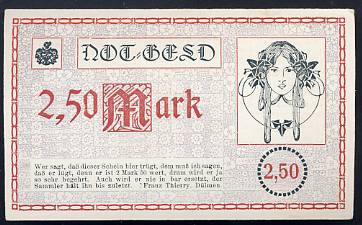 NOT-GELD
2,50 Mark
Wer sagt, daß dieser Schein hier trügt, dem muß ich sagen,
daß er lügt, denn er ist 2 Mark 50 wert, drum wird er ja
so sehr begehrt. Auch wird er nie in bar ersetzt, der
Sammler hält ihn bis zuletzt. Franz Thierry, Dülmen.
2,50